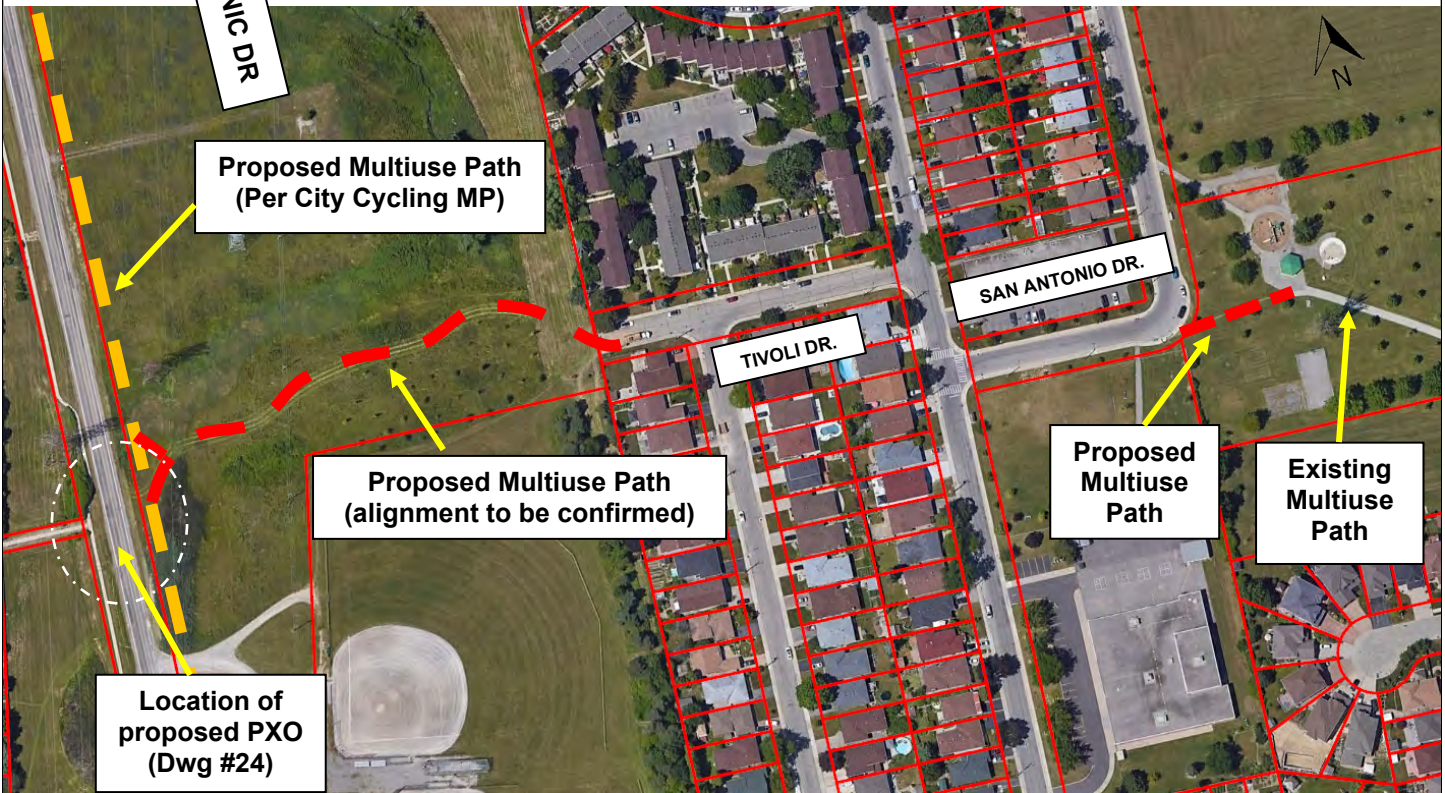 NIC DR
N
Proposed Multiuse Path
(Per City Cycling MP)
SAN ANTONIO DR.
TIVOLI DR.
Proposed Multiuse Path
(alignment to be confirmed)
Proposed
Multiuse
Path
Existing
Multiuse
Path
Location of
proposed PXO
(Dwg #24)